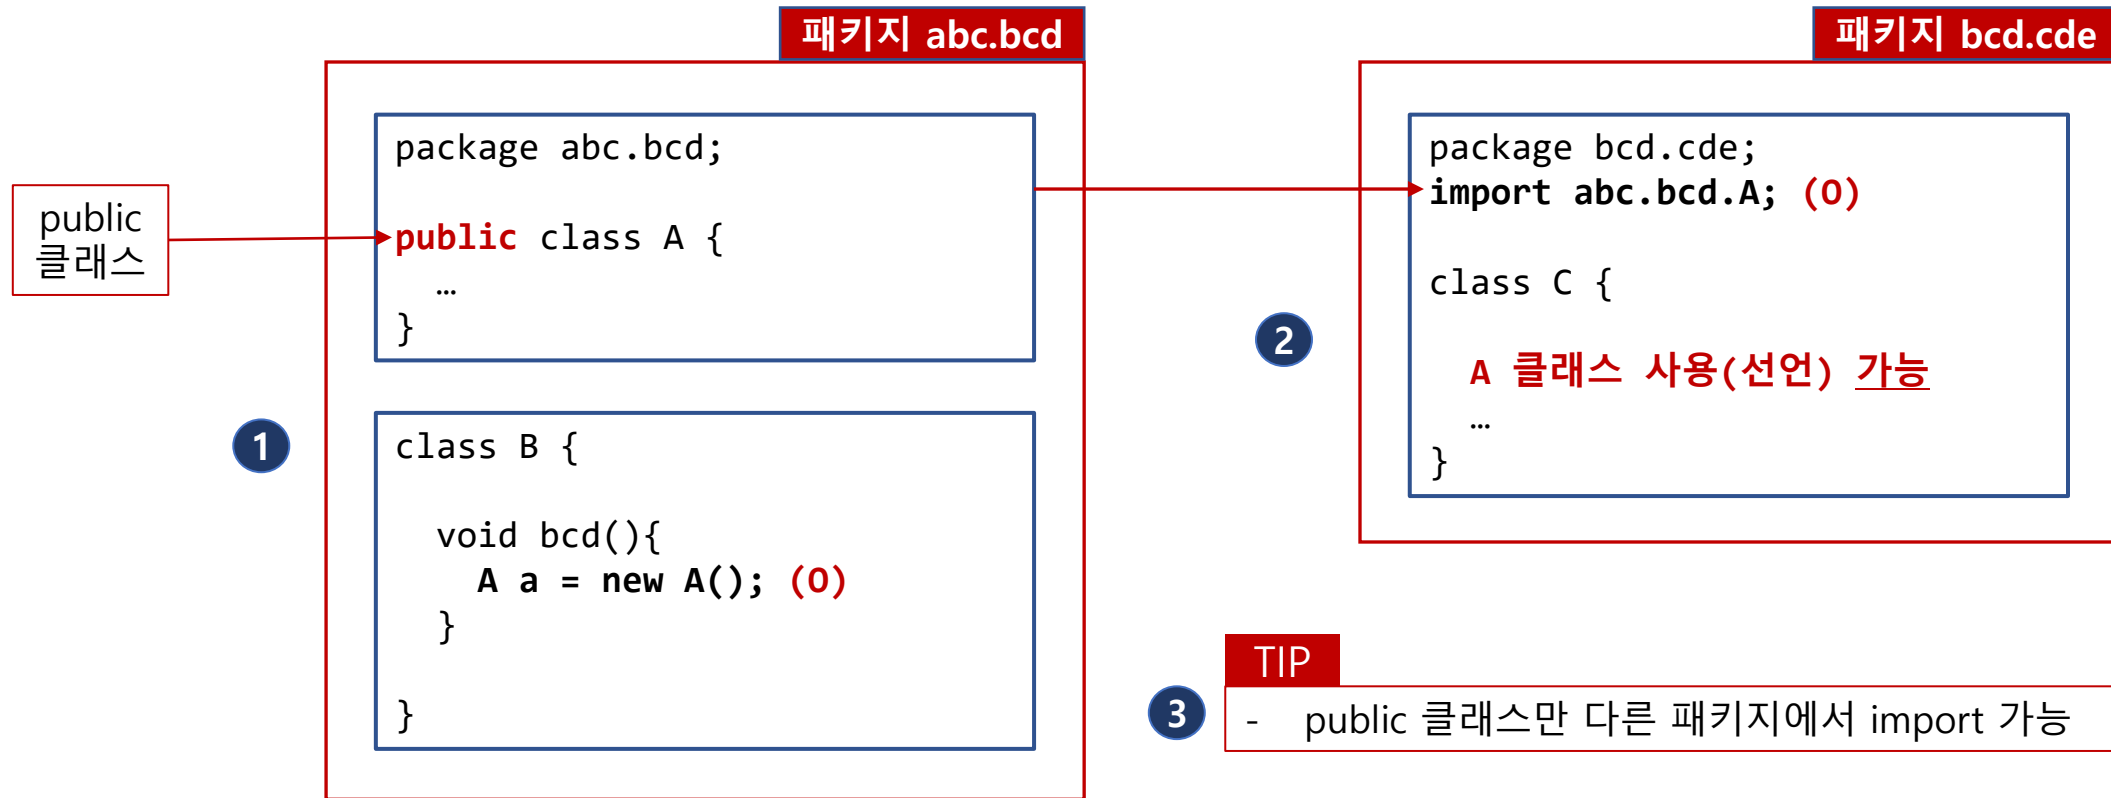 패키지 abc.bcd
public
클래스
package abc.bcd;
public class A {
…
}
1
class B {
void bcd(){
A a = new A(); (O)
}
}
패키지 bcd.cde
package bcd.cde;
import abc.bcd.A; (O)
class C {
2
A 클래스 사용(선언) 가능
…
}
TIP
3
- public 클래스만 다른 패키지에서 import 가능